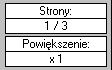 Strony:
1 / 3
Powiększenie:
x 1